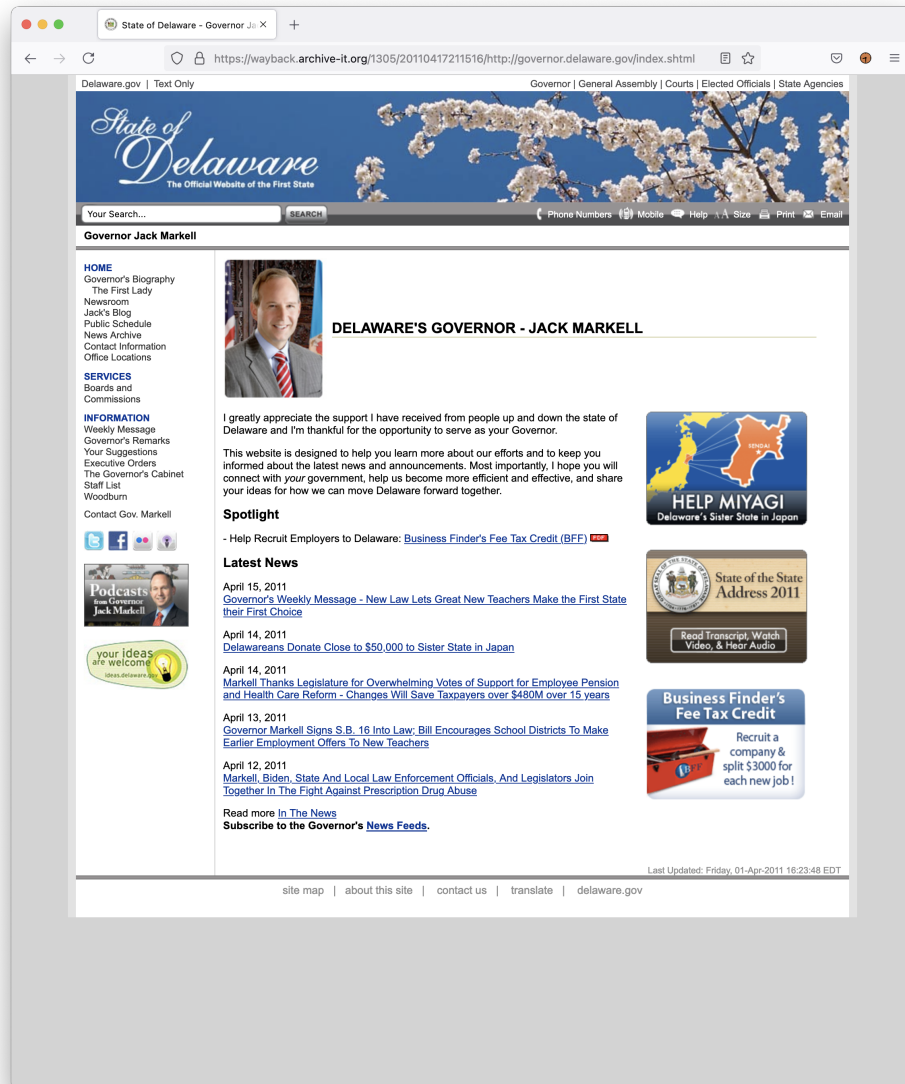 State of Delaware - Governor Ja
https://wayback.archive-it.org/1305/20110417211516/http://governor.delaware.gov/index.shtml
Delaware.gov | Text Only
Governor | General Assembly | Courts | Elected Officials | State Agencies
State of
Delaware
The Official Website of the First State
Your Search...
SEARCH
Phone Numbers Mobile Help AA Size Print Email
Governor Jack Markell
HOME
Governor's Biography
The First Lady
Newsroom
Jack's Blog
Public Schedule
News Archive
Contact Information
Office Locations
SERVICES
Boards and
Commissions
INFORMATION
Weekly Message
Governor's Remarks
Your Suggestions
Executive Orders
The Governor's Cabinet
Staff List
Woodburn
Contact Gov. Markell
Podcasts
from Governor
Jack Markell
your ideas
are welcome
ideas.delaware.gov
DELAWARE'S GOVERNOR - JACK MARKELL
I greatly appreciate the support I have received from people up and down the state of
Delaware and I'm thankful for the opportunity to serve as your Governor.
This website is designed to help you learn more about our efforts and to keep you
informed about the latest news and announcements. Most importantly, I hope you will
connect with your government, help us become more efficient and effective, and share
your ideas for how we can move Delaware forward together.
Spotlight
- Help Recruit Employers to Delaware: Business Finder's Fee Tax Credit (BFF) PDF
Latest News
April 15, 2011
Governor's Weekly Message - New Law Lets Great New Teachers Make the First State
their First Choice
April 14, 2011
Delawareans Donate Close to $50,000 to Sister State in Japan
April 14, 2011
Markell Thanks Legislature for Overwhelming Votes of Support for Employee Pension
and Health Care Reform - Changes Will Save Taxpayers over $480M over 15 years
April 13, 2011
Governor Markell Signs S.B. 16 Into Law; Bill Encourages School Districts To Make
Earlier Employment Offers To New Teachers
April 12, 2011
Markell, Biden, State And Local Law Enforcement Officials, And Legislators Join
Together In The Fight Against Prescription Drug Abuse
Read more In The News
Subscribe to the Governor's News Feeds.
SENDAI
HELP MIYAGI
Delaware's Sister State in Japan
State of the State
Address 2011
Read Transcript, Watch
Video, & Hear Audio
Business Finder's
Fee Tax Credit
Recruit a
company &
split $3000 for
each new job !
BFF
Last Updated: Friday, 01-Apr-2011 16:23:48 EDT
site map | about this site | contact us | translate | delaware.gov